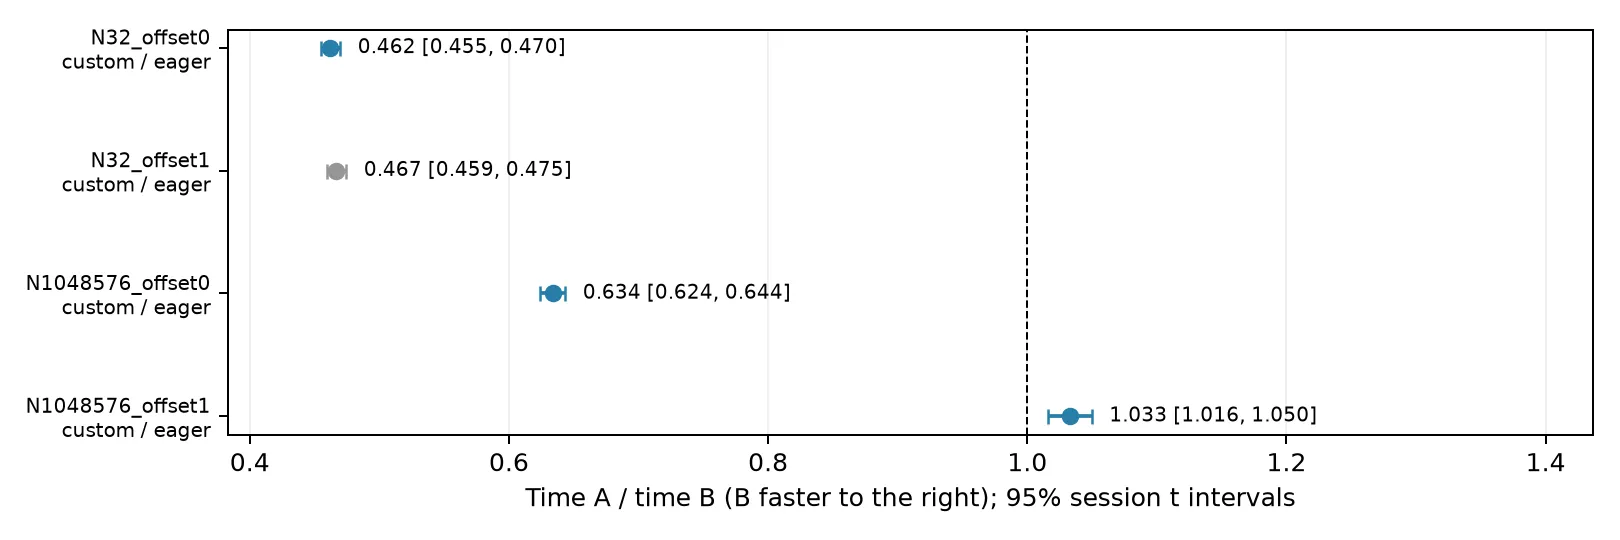 N32_offset0
custom / eager
0.462 [0.455, 0.470]
N32_offset1
custom / eager
0.467 [0.459, 0.475]
N1048576_offset0
custom / eager
0.634 [0.624, 0.644]
N1048576_offset1
custom / eager
1.033 [1.016, 1.050]
0.4 0.6 0.8 1.0 1.2 1.4
Time A / time B (B faster to the right); 95% session t intervals